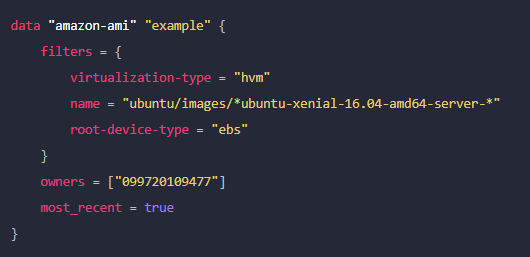 data "amazon-ami" "example" {
    filters = {
        virtualization-type = "hvm"
        name = "ubuntu/images/*ubuntu-xenial-16.04-amd64-server-*"
        root-device-type = "ebs"
    }
    owners = ["099720109477"]
    most_recent = true
}